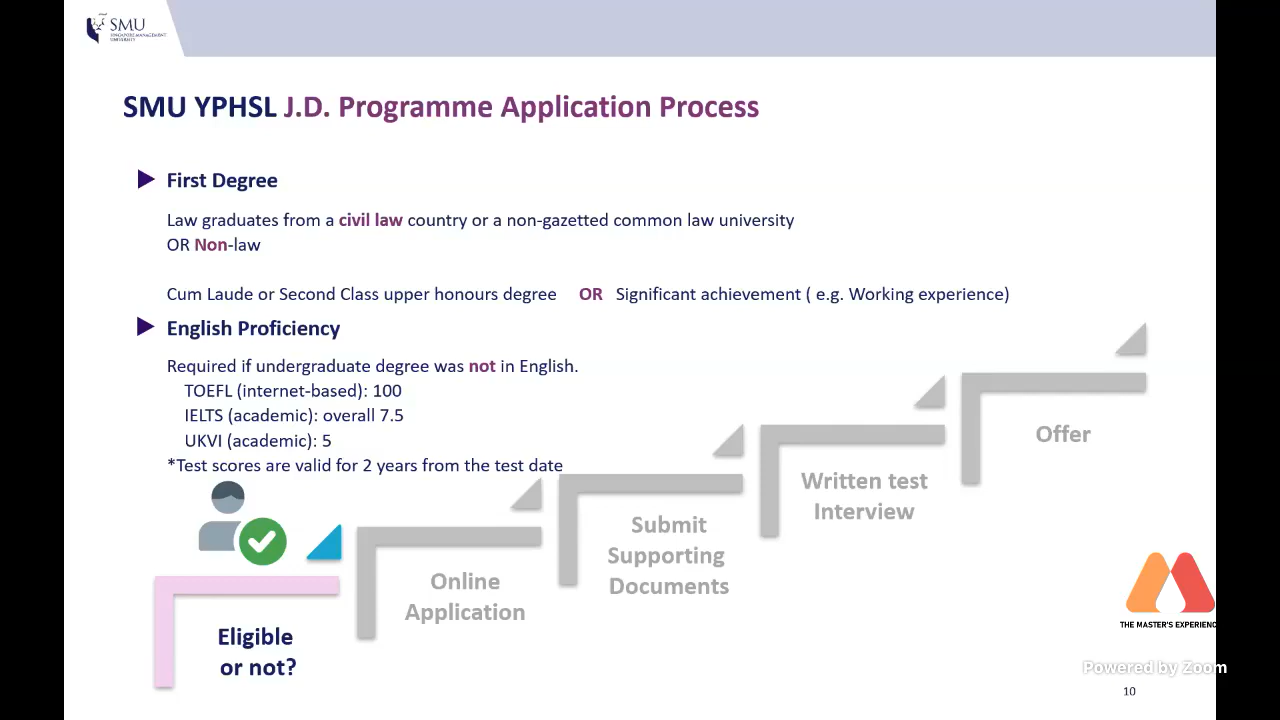 SMU
SINGAPORE MANAGEMENT
UNIVERSITY
SMU YPHSL J.D. Programme Application Process
First Degree
Law graduates from a civil law country or a non-gazetted common law university
OR Non-law
Cum Laude or Second Class upper honours degree OR Significant achievement ( e.g. Working experience)
English Proficiency
Required if undergraduate degree was not in English.
TOEFL (internet-based): 100
IELTS (academic): overall 7.5
UKVI (academic): 5
*Test scores are valid for 2 years from the test date
Eligible
or not?
Online
Application
Submit
Supporting
Documents
Written test
Interview
Offer
THE MASTER'S EXPERIENC
Powered by Zoom
10